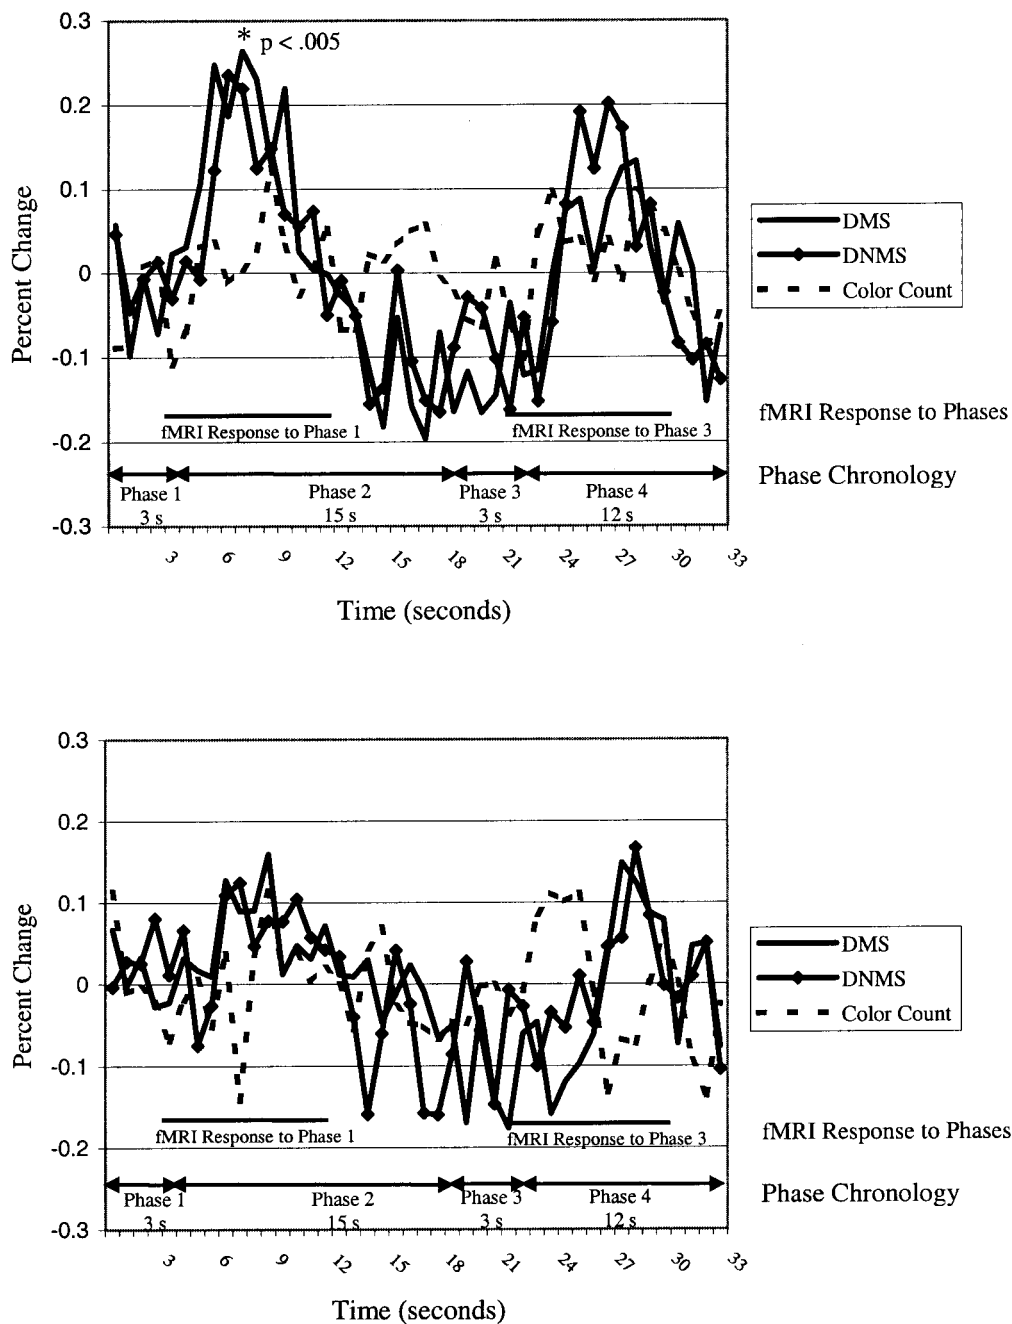 0.3
* p < .005
0.2
0.1
0
-0.1
-0.2
-0.3
Percent Change
DMS
DNMS
Color Count
fMRI Response to Phases
fMRI Response to Phase 1
fMRI Response to Phase 3
Phase Chronology
Phase 1 Phase 2 Phase 3 Phase 4
3 s 15 s 3 s 12 s
3 6 9 12 15 18 21 24 27 30 33
Time (seconds)
0.3
0.2
0.1
0
-0.1
-0.2
-0.3
Percent Change
DMS
DNMS
Color Count
fMRI Response to Phases
fMRI Response to Phase 1
fMRI Response to Phase 3
Phase Chronology
Phase 1 Phase 2 Phase 3 Phase 4
3 s 15 s 3 s 12 s
3 6 9 12 15 18 21 24 27 30 33
Time (seconds)